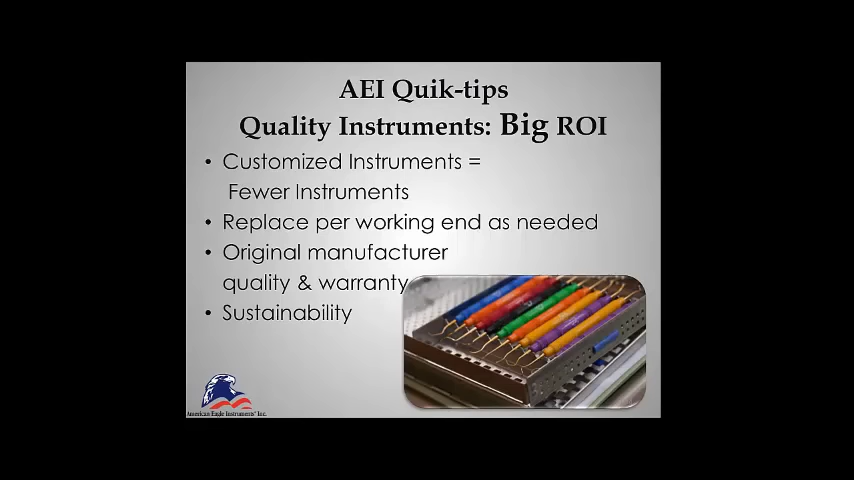 AEI Quik-tips
Quality Instruments: Big ROI
• Customized Instruments =
Fewer Instruments
• Replace per working end as needed
• Original manufacturer
quality & warranty
• Sustainability
American Eagle Instruments® Inc.